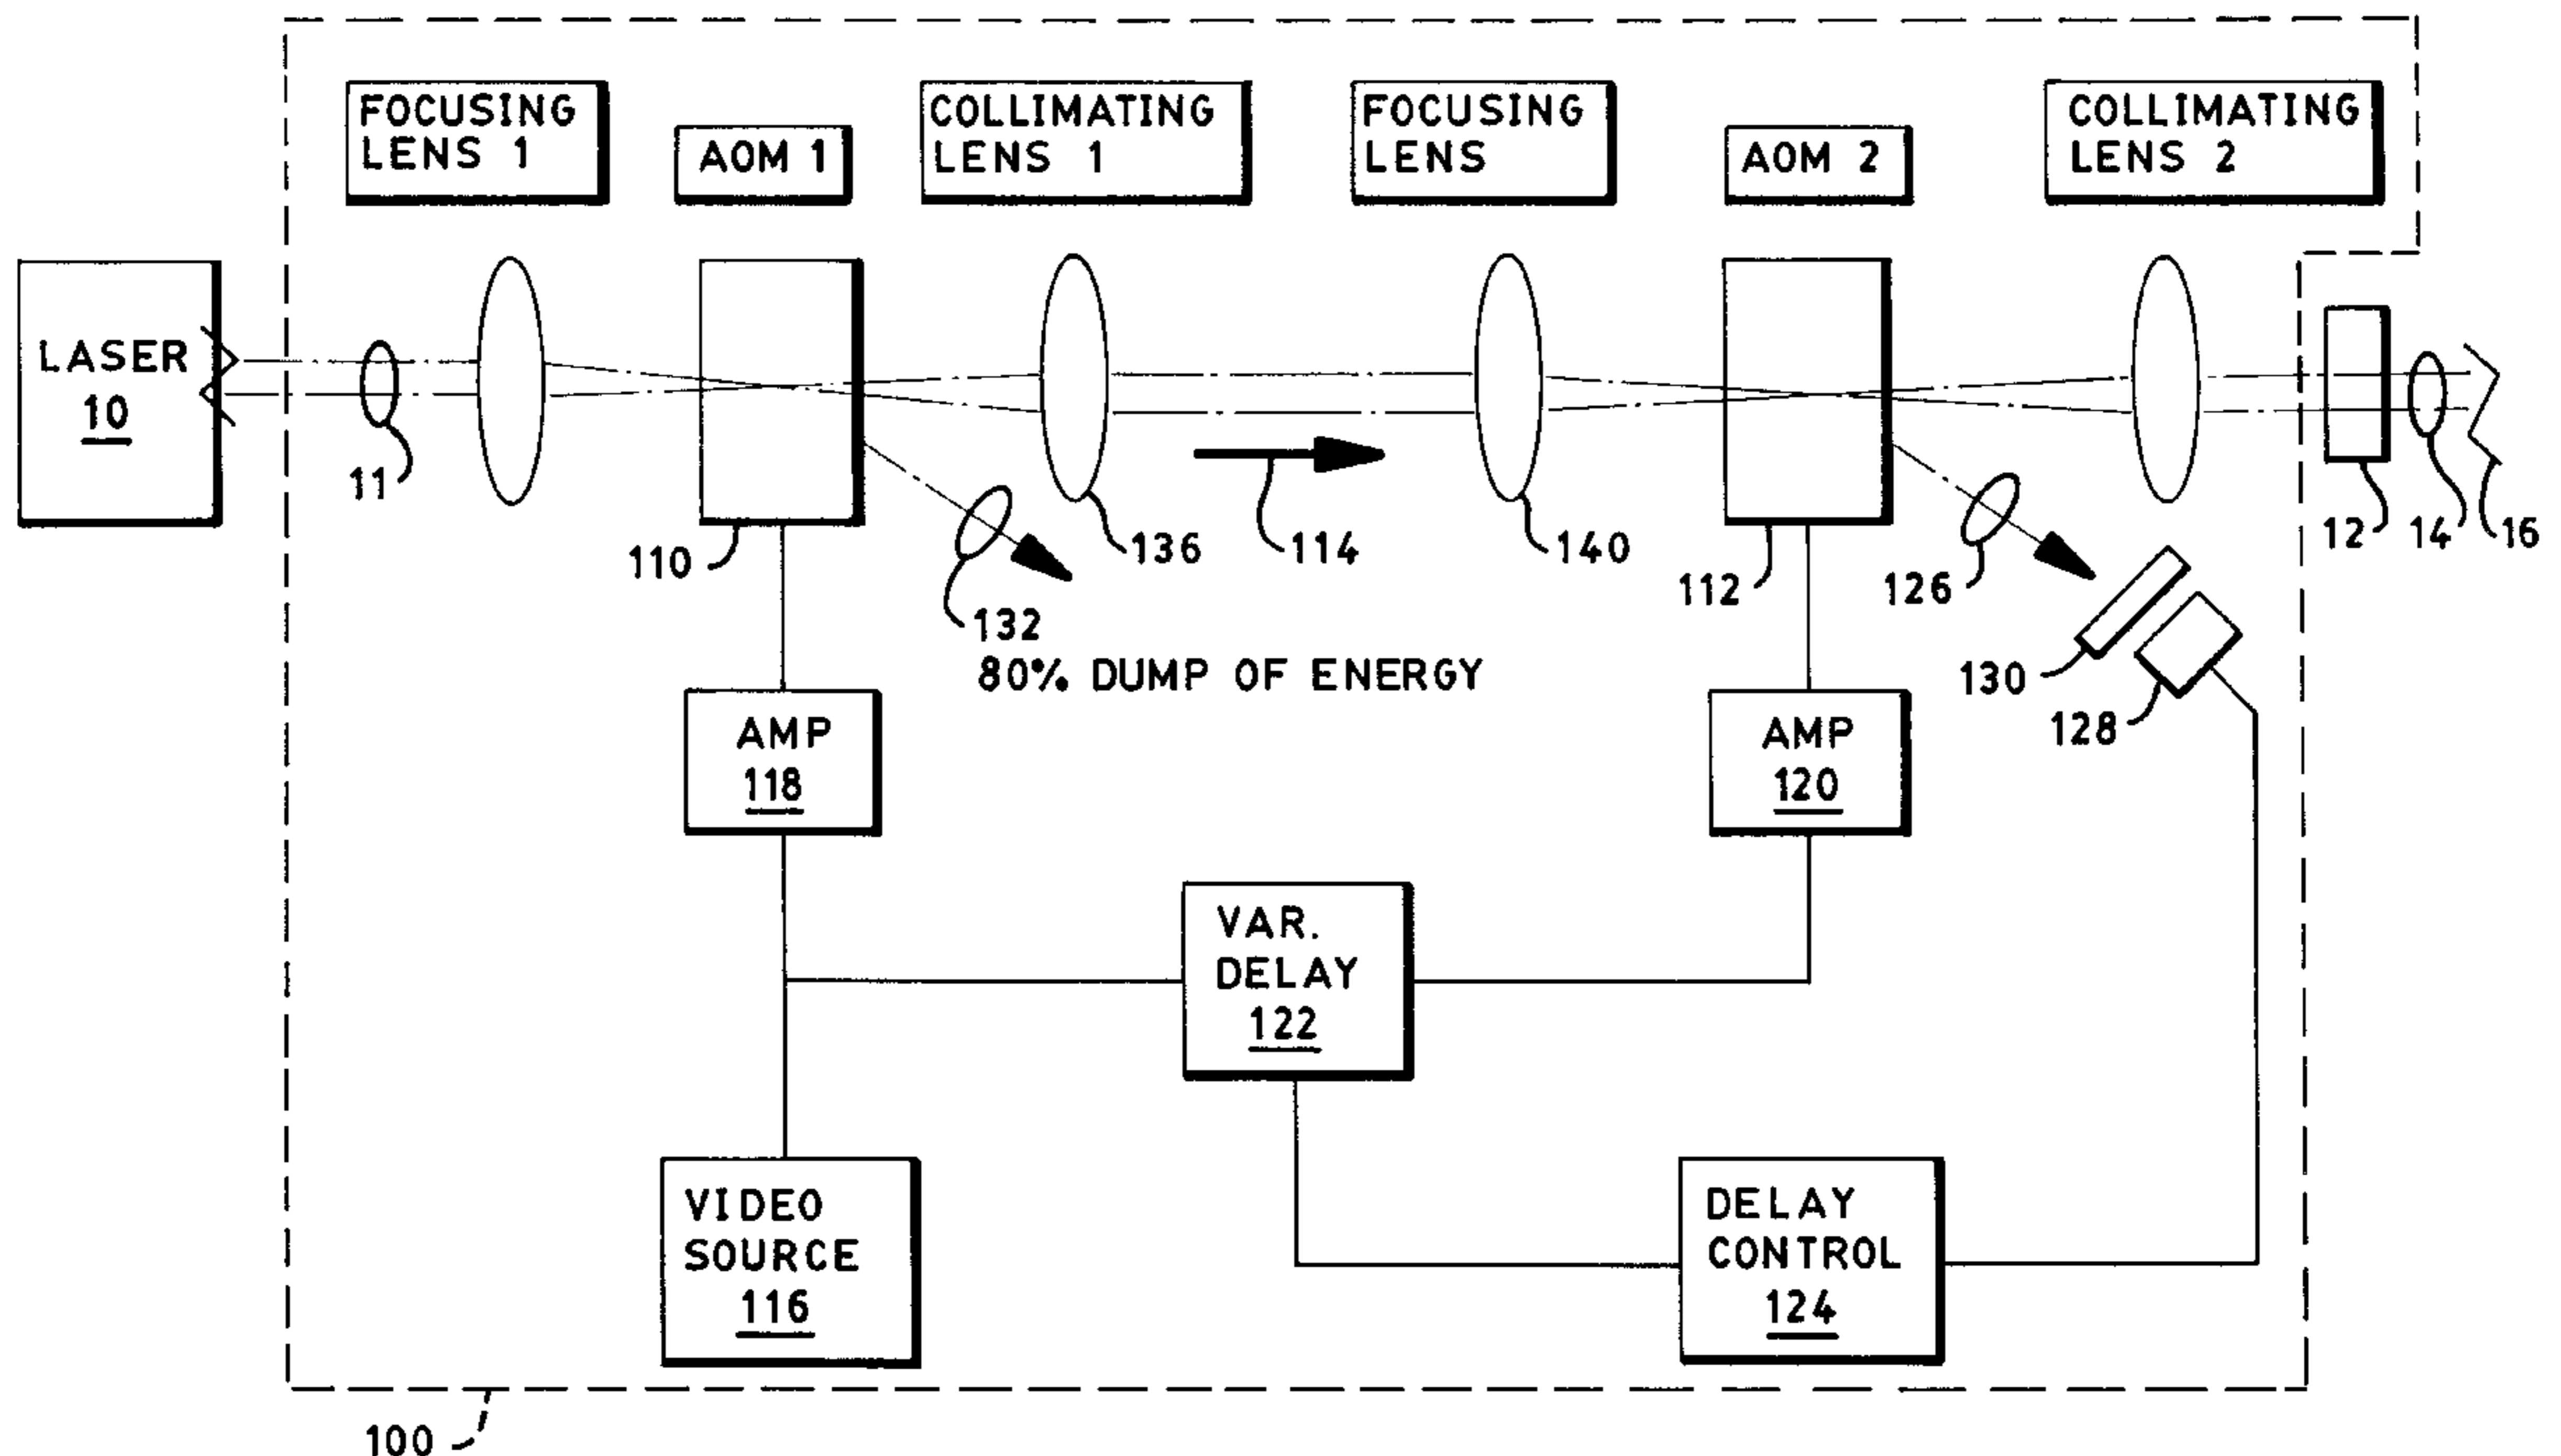 FOCUSING
LENS 1
AOM 1
COLLIMATING
LENS 1
FOCUSING
LENS
AOM 2
COLLIMATING
LENS 2
LASER
10
11
110
132
80% DUMP OF ENERGY
136
114
140
112
126
130
128
12
14
16
AMP
118
AMP
120
VAR.
DELAY
122
VIDEO
SOURCE
116
DELAY
CONTROL
124
100